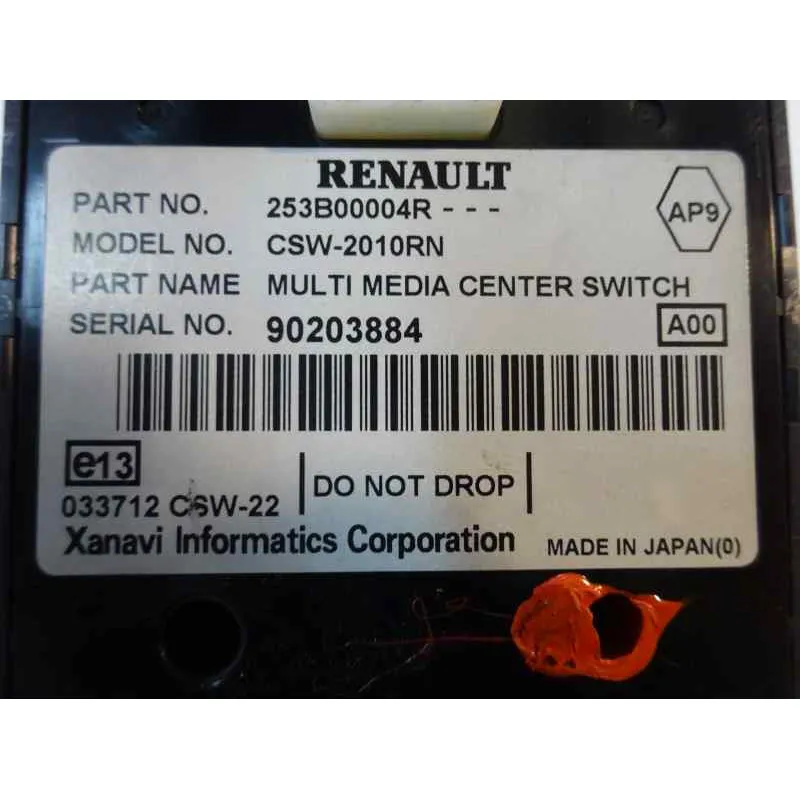 RENAULT
PART NO. 253B00004R - - -
AP9
MODEL NO. CSW-2010RN
PART NAME MULTI MEDIA CENTER SWITCH
SERIAL NO. 90203884
A00
e13
033712 CSW-22
DO NOT DROP
Xanavi Informatics Corporation
MADE IN JAPAN(0)